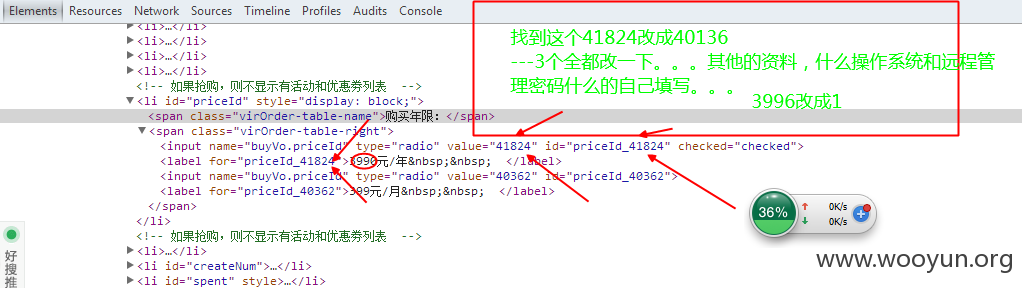 Elements Resources Network Sources Timeline Profiles Audits Console
<li>…</li>
<li>…</li>
<li>…</li>
<!-- 如果抢购，则不显示有活动和优惠券列表 -->
<li id="priceId" style="display: block;">
<span class="virOrder-table-name">购买年限：</span>
<span class="virOrder-table-right">
<input name="buyVo.priceId" type="radio" value="41824" id="priceId_41824" checked="checked">
<label for="priceId_41824">3990元/年&nbsp;&nbsp; </label>
<input name="buyVo.priceId" type="radio" value="40362" id="priceId_40362">
<label for="priceId_40362">399元/月&nbsp;&nbsp; </label>
</span>
</li>
<!-- 如果抢购，则不显示有活动和优惠券列表 -->
<li>…</li>
<li id="createNum">…</li>
<li id="spent" style>…</li>
找到这个41824改成40136
---3个全都改一下。。。其他的资料，什么操作系统和远程管
理密码什么的自己填写。。。
3996改成1
36%
0K/s
0K/s
好搜推
www.wooyun.org